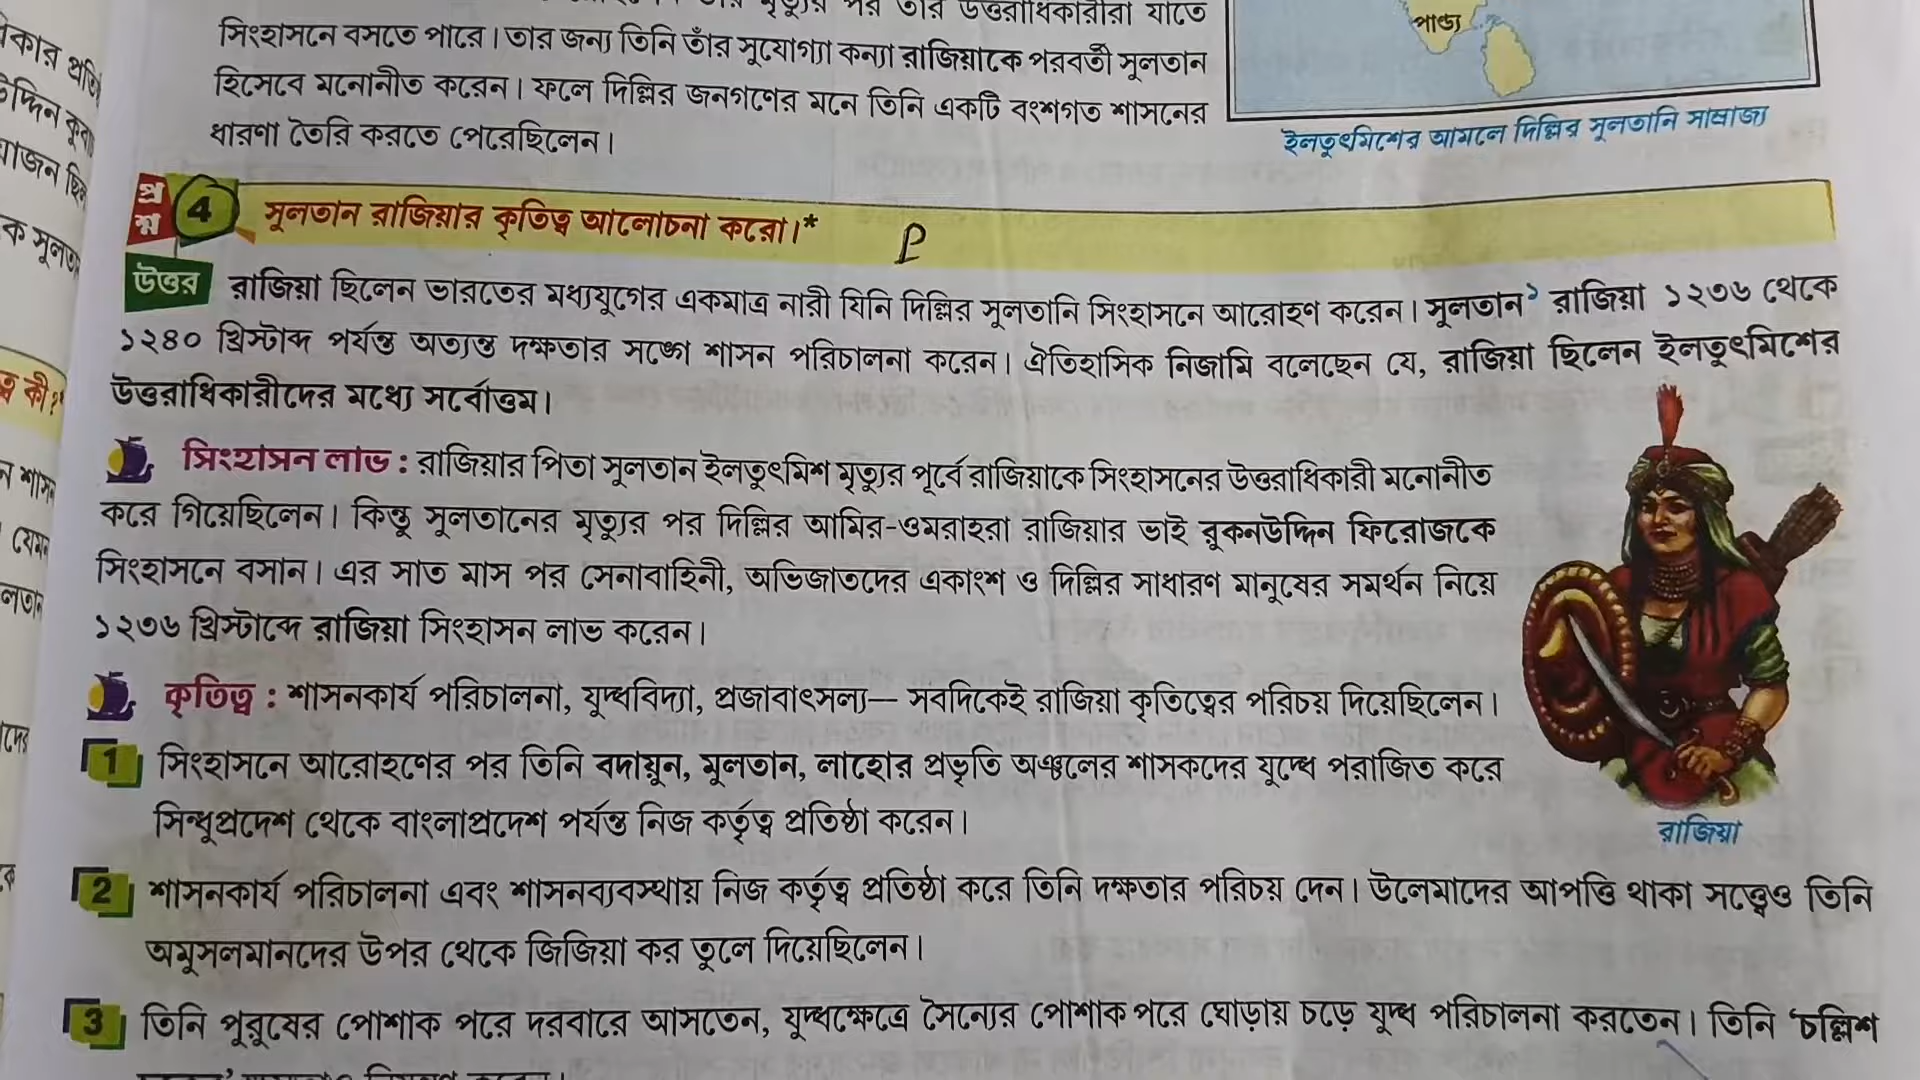 সিংহাসনে বসতে পারে। তার জন্য তিনি তাঁর সুযোগ্যা কন্যা রাজিয়াকে পরবর্তী সুলতান
হিসেবে মনোনীত করেন। ফলে দিল্লির জনগণের মনে তিনি একটি বংশগত শাসনের
ধারণা তৈরি করতে পেরেছিলেন।
পাণ্ড্য
ইলতুৎমিশের আমলে দিল্লির সুলতানি সাম্রাজ্য
প্রশ্ন 4 সুলতান রাজিয়ার কৃতিত্ব আলোচনা করো।* P
উত্তর রাজিয়া ছিলেন ভারতের মধ্যযুগের একমাত্র নারী যিনি দিল্লির সুলতানি সিংহাসনে আরোহণ করেন। সুলতান১ রাজিয়া ১২৩৬ থেকে
১২৪০ খ্রিস্টাব্দ পর্যন্ত অত্যন্ত দক্ষতার সঙ্গে শাসন পরিচালনা করেন। ঐতিহাসিক নিজামি বলেছেন যে, রাজিয়া ছিলেন ইলতুৎমিশের
উত্তরাধিকারীদের মধ্যে সর্বোত্তম।
সিংহাসন লাভ : রাজিয়ার পিতা সুলতান ইলতুৎমিশ মৃত্যুর পূর্বে রাজিয়াকে সিংহাসনের উত্তরাধিকারী মনোনীত
করে গিয়েছিলেন। কিন্তু সুলতানের মৃত্যুর পর দিল্লির আমির-ওমরাহরা রাজিয়ার ভাই রুকনউদ্দিন ফিরোজকে
সিংহাসনে বসান। এর সাত মাস পর সেনাবাহিনী, অভিজাতদের একাংশ ও দিল্লির সাধারণ মানুষের সমর্থন নিয়ে
১২৩৬ খ্রিস্টাব্দে রাজিয়া সিংহাসন লাভ করেন।
কৃতিত্ব : শাসনকার্য পরিচালনা, যুদ্ধবিদ্যা, প্রজাবাৎসল্য— সবদিকেই রাজিয়া কৃতিত্বের পরিচয় দিয়েছিলেন।
1 সিংহাসনে আরোহণের পর তিনি বদায়ুন, মুলতান, লাহোর প্রভৃতি অঞ্চলের শাসকদের যুদ্ধে পরাজিত করে
সিন্ধুপ্রদেশ থেকে বাংলাপ্রদেশ পর্যন্ত নিজ কর্তৃত্ব প্রতিষ্ঠা করেন।
রাজিয়া
2 শাসনকার্য পরিচালনা এবং শাসনব্যবস্থায় নিজ কর্তৃত্ব প্রতিষ্ঠা করে তিনি দক্ষতার পরিচয় দেন। উলেমাদের আপত্তি থাকা সত্ত্বেও তিনি
অমুসলমানদের উপর থেকে জিজিয়া কর তুলে দিয়েছিলেন।
3 তিনি পুরুষের পোশাক পরে দরবারে আসতেন, যুদ্ধক্ষেত্রে সৈন্যের পোশাক পরে ঘোড়ায় চড়ে যুদ্ধ পরিচালনা করতেন। তিনি 'চল্লিশ